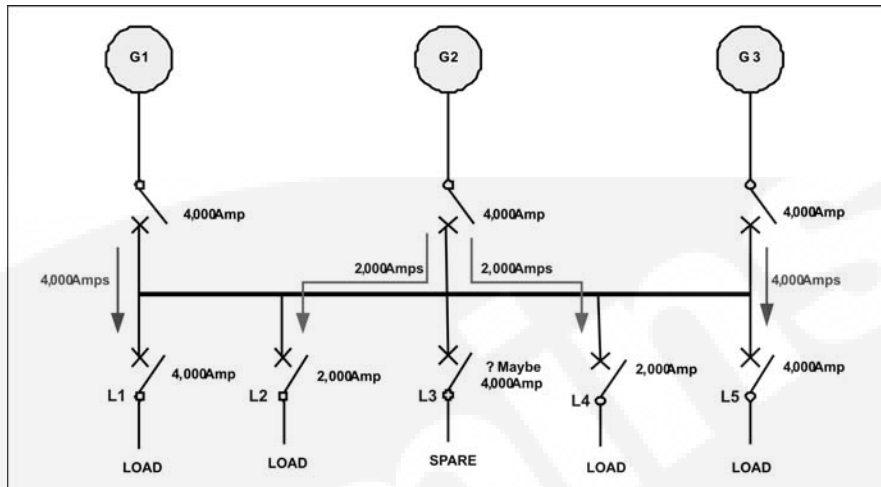 G1
G2
G3
4,000Amp
4,000Amp
4,000Amp
4,000Amps
2,000Amps
2,000Amps
4,000Amps
L1
4,000Amp
L2
2,000Amp
L3
? Maybe
4,000Amp
L4
2,000Amp
L5
4,000Amp
LOAD
LOAD
SPARE
LOAD
LOAD